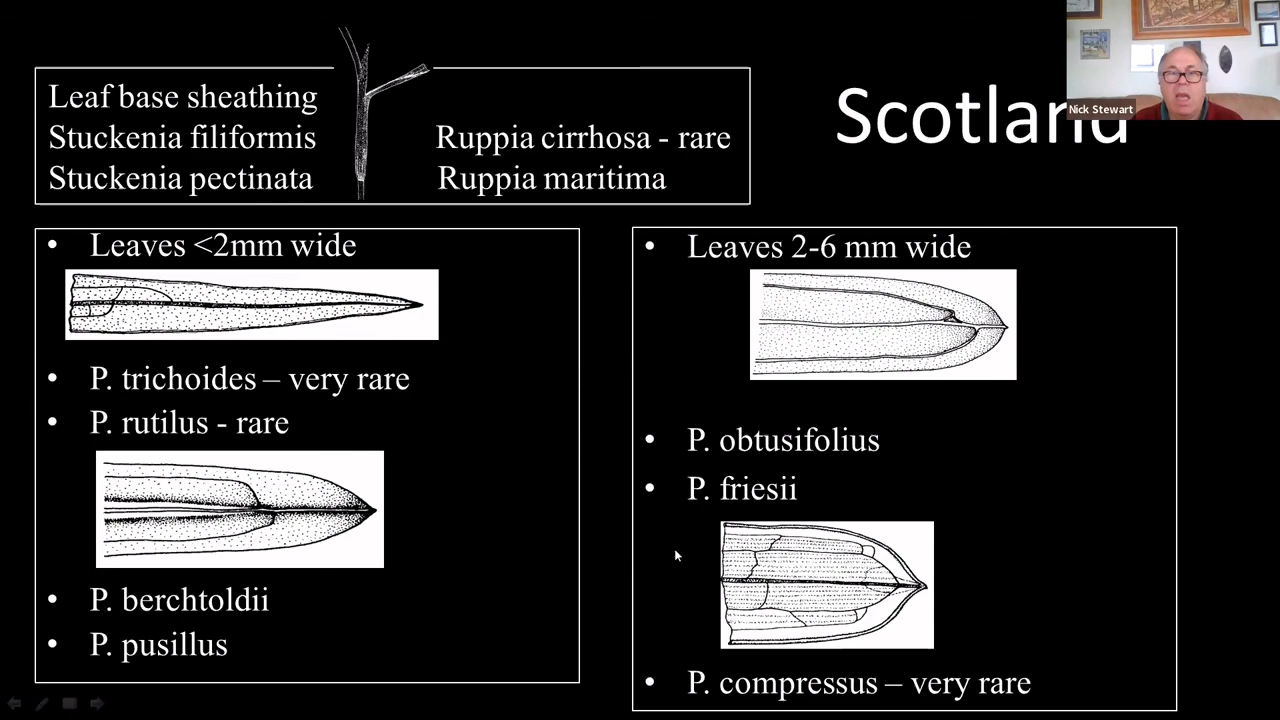 Scotland
Nick Stewart
Leaf base sheathing
Stuckenia filiformis
Stuckenia pectinata
Ruppia cirrhosa - rare
Ruppia maritima
• Leaves <2mm wide
• P. trichoides – very rare
• P. rutilus - rare
• P. berchtoldii
• P. pusillus
• Leaves 2-6 mm wide
• P. obtusifolius
• P. friesii
• P. compressus – very rare